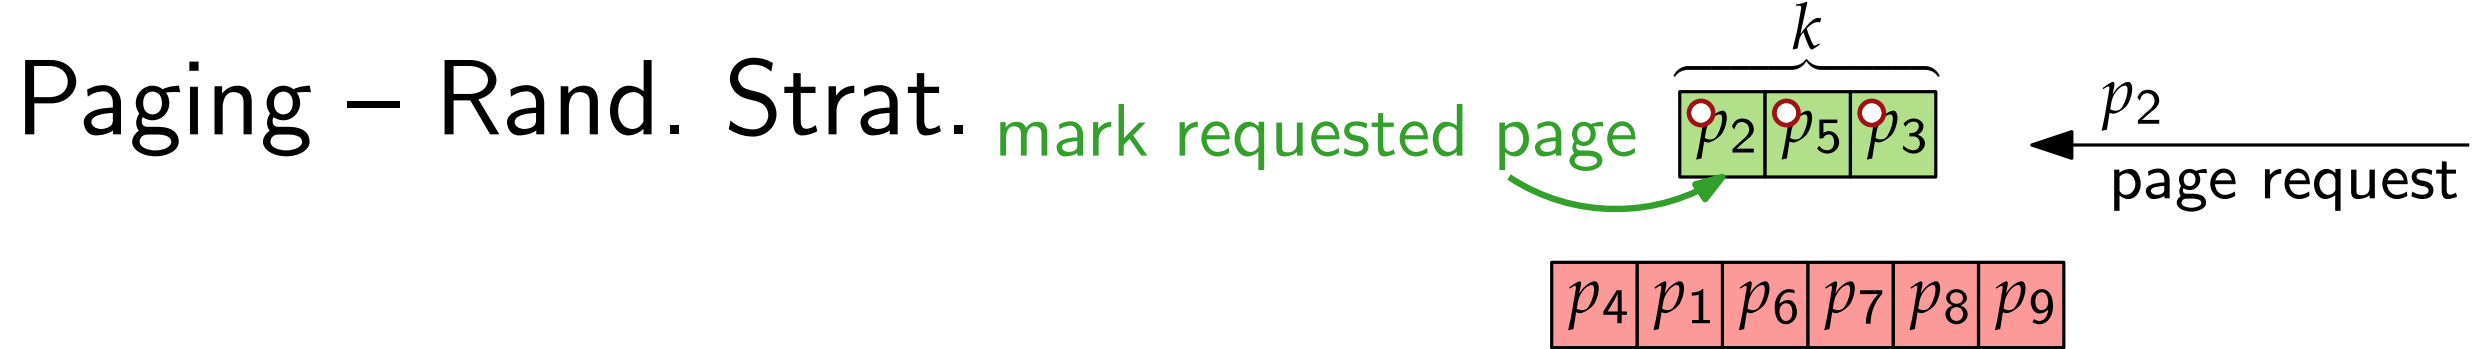 k
Paging – Rand. Strat.
mark requested page
p2 p5 p3
p2
page request
p4 p1 p6 p7 p8 p9